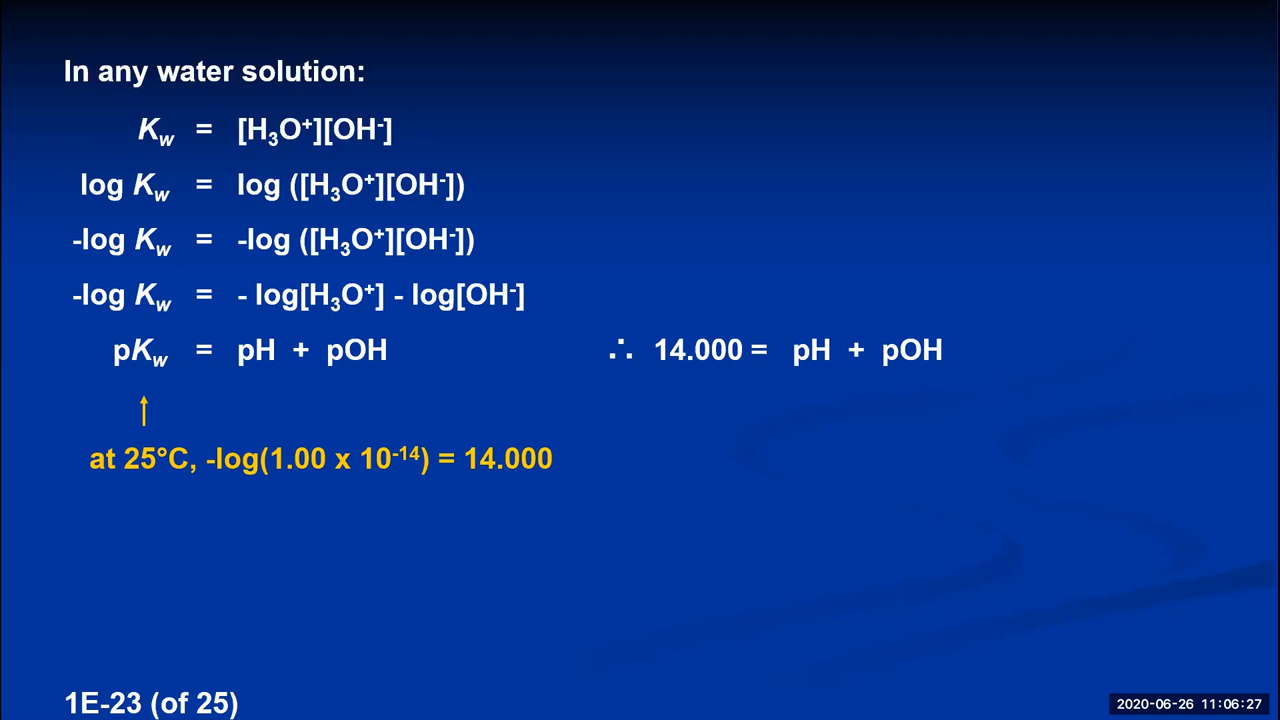 In any water solution:
Kw = [H₃O⁺][OH⁻]
log Kw = log ([H₃O⁺][OH⁻])
-log Kw = -log ([H₃O⁺][OH⁻])
-log Kw = - log[H₃O⁺] - log[OH⁻]
pKw = pH + pOH ∴ 14.000 = pH + pOH
↑
at 25°C, -log(1.00 x 10⁻¹⁴) = 14.000
1E-23 (of 25)
2020-06-26 11:06:27